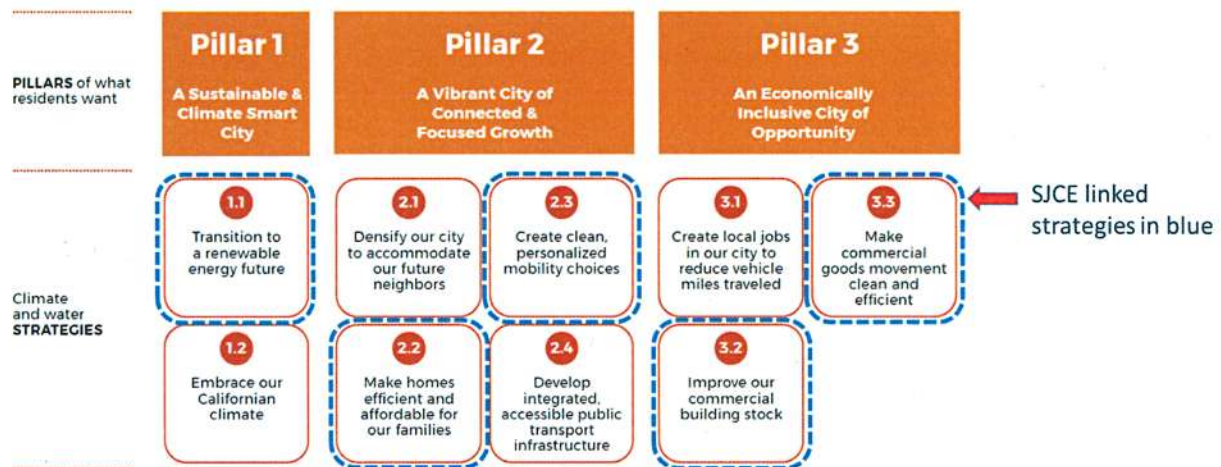 PILLARS of what
residents want
Pillar 1
A Sustainable &
Climate Smart
City
Pillar 2
A Vibrant City of
Connected &
Focused Growth
Pillar 3
An Economically
Inclusive City of
Opportunity
Climate
and water
STRATEGIES
1.1
Transition to
a renewable
energy future
2.1
Densify our city
to accommodate
our future
neighbors
2.3
Create clean,
personalized
mobility choices
3.1
Create local jobs
in our city to
reduce vehicle
miles traveled
3.3
Make
commercial
goods movement
clean and
efficient
SJCE linked
strategies in blue
1.2
Embrace our
Californian
climate
2.2
Make homes
efficient and
affordable for
our families
2.4
Develop
integrated,
accessible public
transport
infrastructure
3.2
Improve our
commercial
building stock